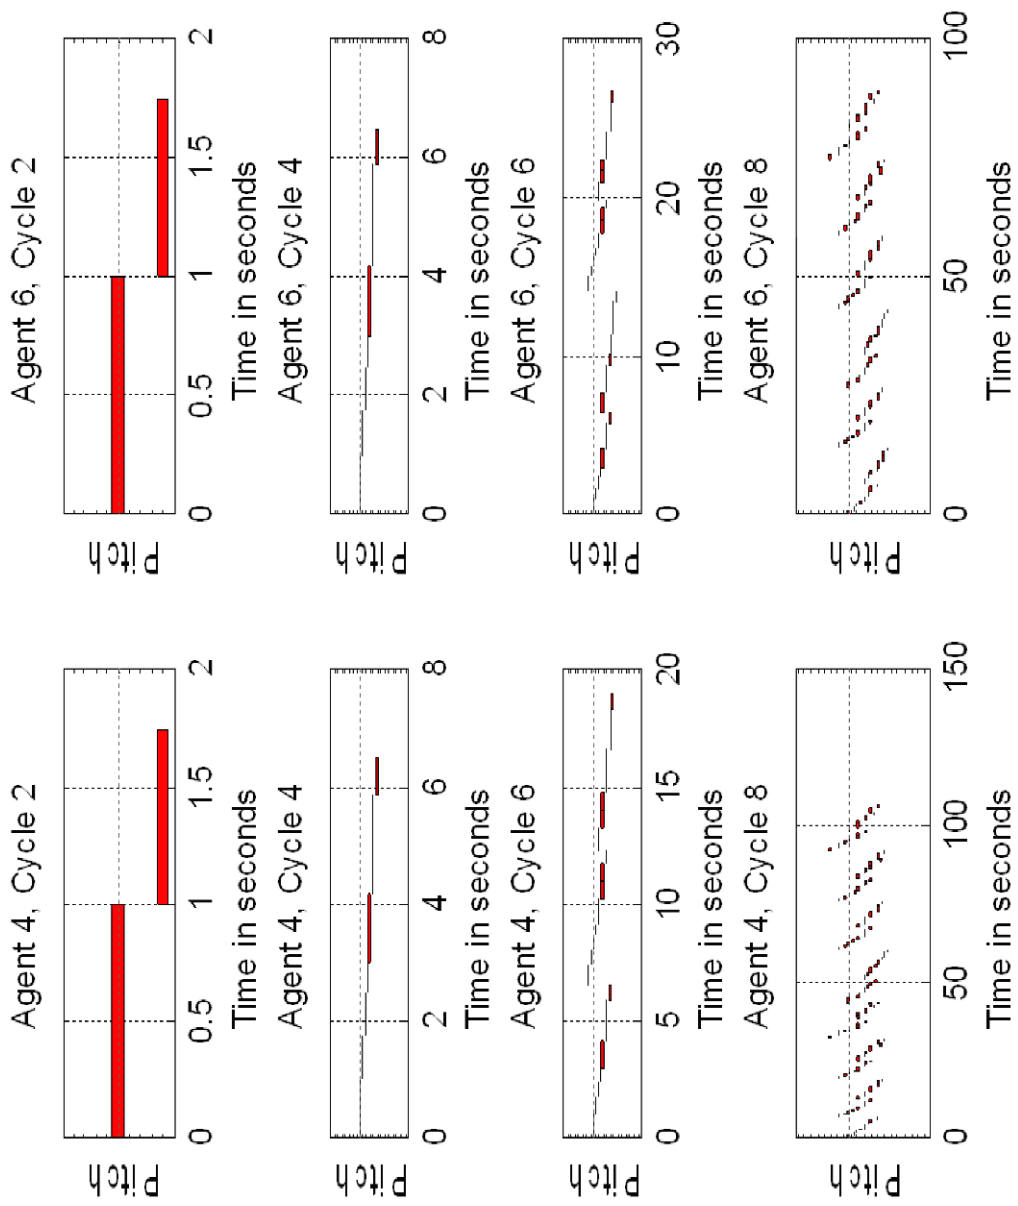 Agent 4, Cycle 2
Pitch
0 0.5 1 1.5 2
Time in seconds
Agent 6, Cycle 2
Pitch
0 0.5 1 1.5 2
Time in seconds
Agent 4, Cycle 4
Pitch
0 2 4 6 8
Time in seconds
Agent 6, Cycle 4
Pitch
0 2 4 6 8
Time in seconds
Agent 4, Cycle 6
Pitch
0 5 10 15 20
Time in seconds
Agent 6, Cycle 6
Pitch
0 10 20 30
Time in seconds
Agent 4, Cycle 8
Pitch
0 50 100 150
Time in seconds
Agent 6, Cycle 8
Pitch
0 50 100
Time in seconds